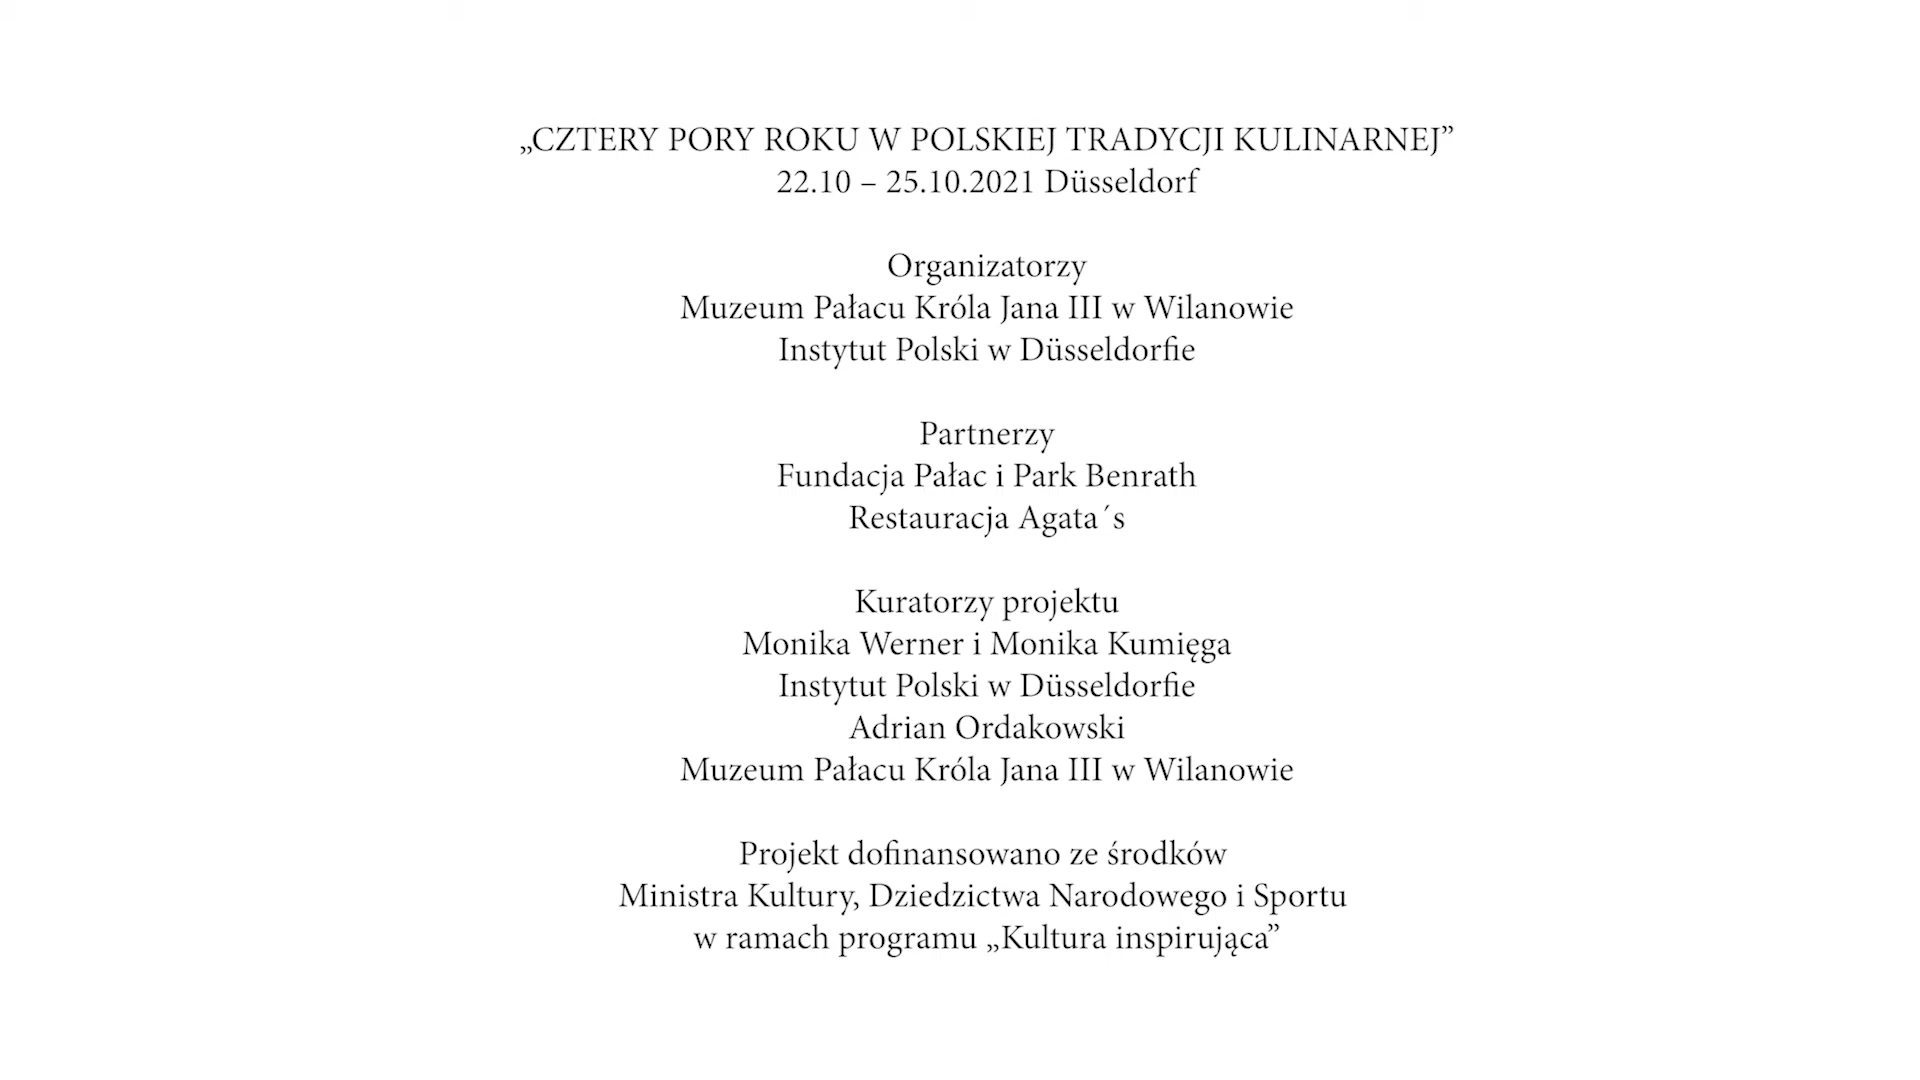 „CZTERY PORY ROKU W POLSKIEJ TRADYCJI KULINARNEJ”
22.10 – 25.10.2021 Düsseldorf
Organizatorzy
Muzeum Pałacu Króla Jana III w Wilanowie
Instytut Polski w Düsseldorfie
Partnerzy
Fundacja Pałac i Park Benrath
Restauracja Agata´s
Kuratorzy projektu
Monika Werner i Monika Kumięga
Instytut Polski w Düsseldorfie
Adrian Ordakowski
Muzeum Pałacu Króla Jana III w Wilanowie
Projekt dofinansowano ze środków
Ministra Kultury, Dziedzictwa Narodowego i Sportu
w ramach programu „Kultura inspirująca”